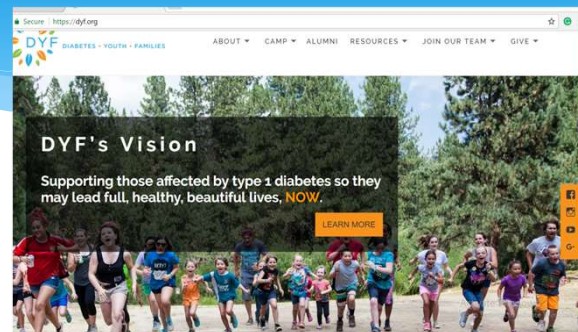 Secure | https://dyf.org
DYF DIABETES • YOUTH • FAMILIES
ABOUT CAMP ALUMNI RESOURCES JOIN OUR TEAM GIVE
DYF's Vision
Supporting those affected by type 1 diabetes so they
may lead full, healthy, beautiful lives, NOW.
LEARN MORE